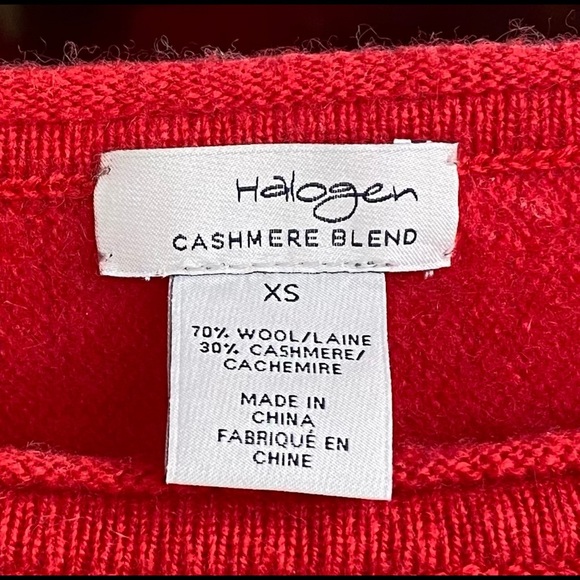 Halogen
CASHMERE BLEND
XS
70% WOOL/LAINE
30% CASHMERE/
CACHEMIRE
MADE IN
CHINA
FABRIQUÉ EN
CHINE